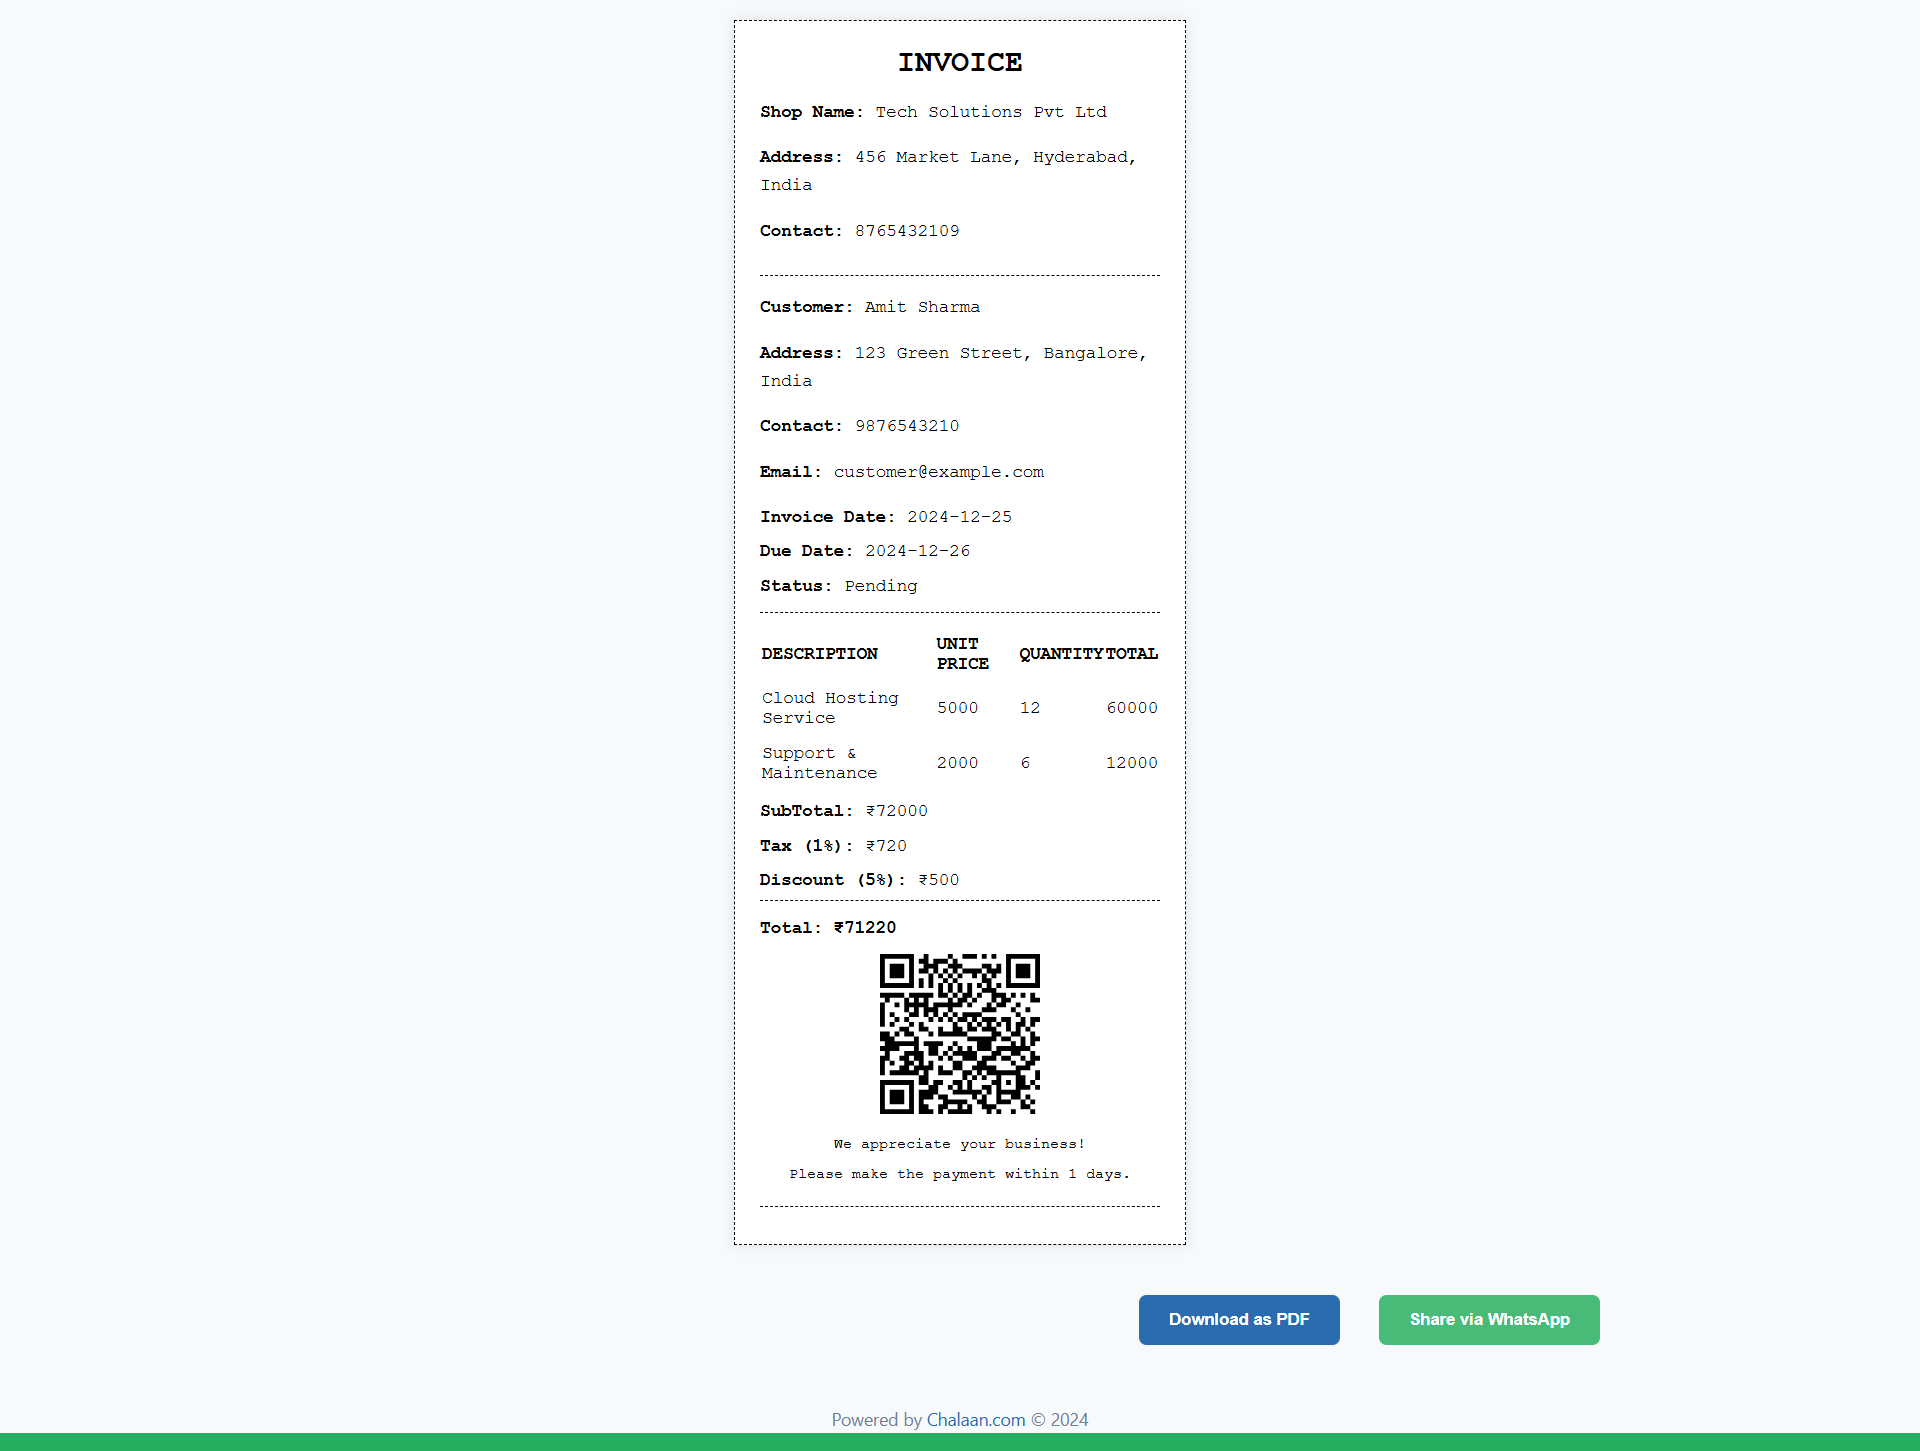 INVOICE
Shop Name: Tech Solutions Pvt Ltd
Address: 456 Market Lane, Hyderabad,
India
Contact: 8765432109
Customer: Amit Sharma
Address: 123 Green Street, Bangalore,
India
Contact: 9876543210
Email: customer@example.com
Invoice Date: 2024-12-25
Due Date: 2024-12-26
Status: Pending
DESCRIPTION UNIT PRICE QUANTITY TOTAL
Cloud Hosting Service 5000 12 60000
Support & Maintenance 2000 6 12000
SubTotal: ₹72000
Tax (1%): ₹720
Discount (5%): ₹500
Total: ₹71220
We appreciate your business!
Please make the payment within 1 days.
Download as PDF Share via WhatsApp
Powered by Chalaan.com © 2024